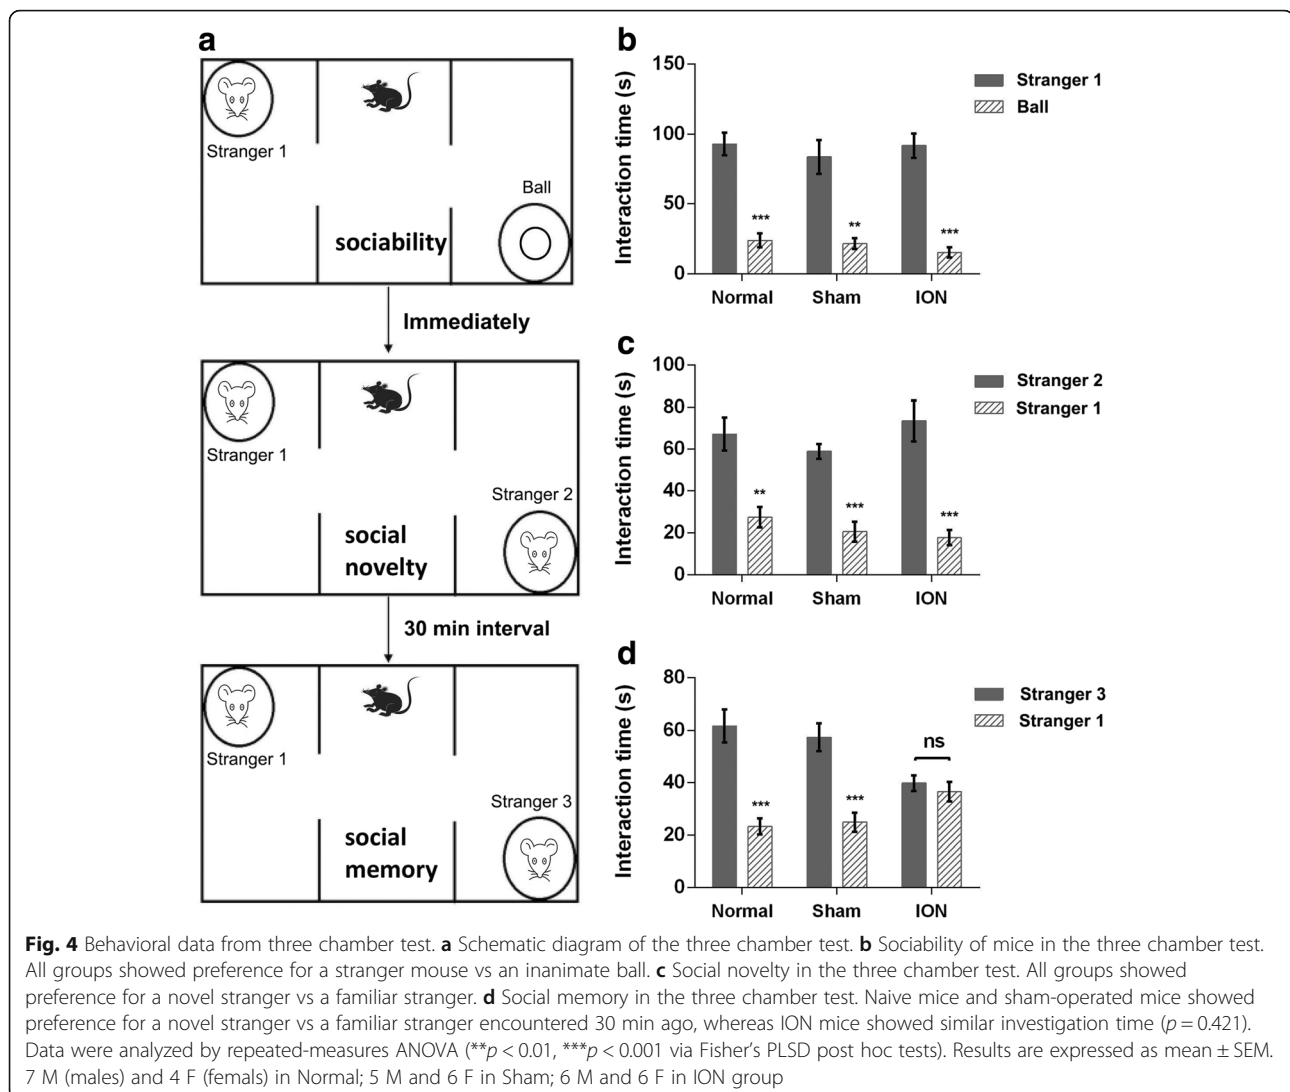 a
Stranger 1
Ball
sociability
Immediately
Stranger 1
Stranger 2
social
novelty
30 min interval
Stranger 1
Stranger 3
social
memory
b
Interaction time (s)
150
100
50
0
*** ** ***
Normal Sham ION
Stranger 1
Ball
c
Interaction time (s)
100
80
60
40
20
0
** *** ***
Normal Sham ION
Stranger 2
Stranger 1
d
Interaction time (s)
80
60
40
20
0
*** *** ns
Normal Sham ION
Stranger 3
Stranger 1
Fig. 4 Behavioral data from three chamber test. a Schematic diagram of the three chamber test. b Sociability of mice in the three chamber test.
All groups showed preference for a stranger mouse vs an inanimate ball. c Social novelty in the three chamber test. All groups showed
preference for a novel stranger vs a familiar stranger. d Social memory in the three chamber test. Naive mice and sham-operated mice showed
preference for a novel stranger vs a familiar stranger encountered 30 min ago, whereas ION mice showed similar investigation time (p = 0.421).
Data were analyzed by repeated-measures ANOVA (**p < 0.01, ***p < 0.001 via Fisher's PLSD post hoc tests). Results are expressed as mean ± SEM.
7 M (males) and 4 F (femals) in Normal; 5 M and 6 F in Sham; 6 M and 6 F in ION group